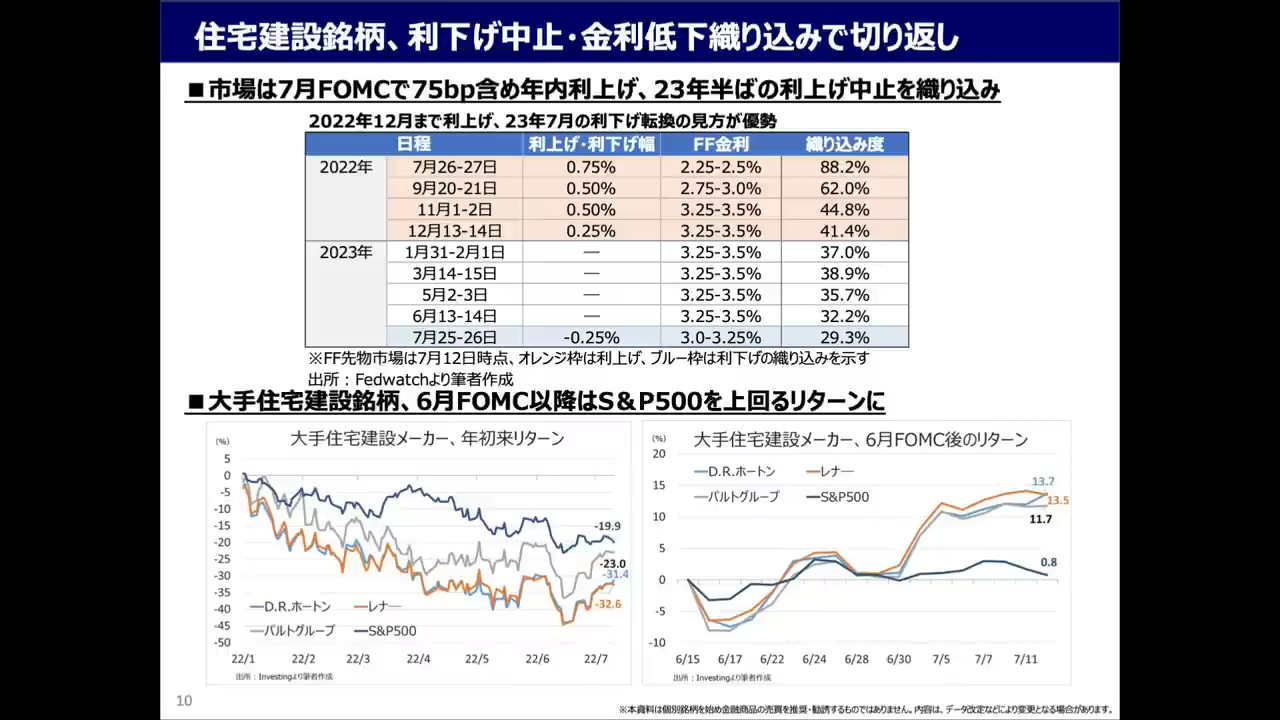 住宅建設銘柄、利下げ中止・金利低下織り込みで切り返し
■市場は7月FOMCで75bp含め年内利上げ、23年半ばの利上げ中止を織り込み
2022年12月まで利上げ、23年7月の利下げ転換の見方が優勢
日程 利上げ・利下げ幅 FF金利 織り込み度
2022年 7月26-27日 0.75% 2.25-2.5% 88.2%
9月20-21日 0.50% 2.75-3.0% 62.0%
11月1-2日 0.50% 3.25-3.5% 44.8%
12月13-14日 0.25% 3.25-3.5% 41.4%
2023年 1月31-2月1日 — 3.25-3.5% 37.0%
3月14-15日 — 3.25-3.5% 38.9%
5月2-3日 — 3.25-3.5% 35.7%
6月13-14日 — 3.25-3.5% 32.2%
7月25-26日 -0.25% 3.0-3.25% 29.3%
※FF先物市場は7月12日時点、オレンジ枠は利上げ、ブルー枠は利下げの織り込みを示す
出所：Fedwatchより筆者作成
■大手住宅建設銘柄、6月FOMC以降はS＆P500を上回るリターンに
大手住宅建設メーカー、年初来リターン
(%)
5
0
-5
-10
-15
-20
-25
-30
-35
-40
-45
-50
-19.9
-23.0
-31.4
-32.6
D.R.ホートン レナー
パルトグループ S&P500
22/1 22/2 22/3 22/4 22/5 22/6 22/7
出所：Investingより筆者作成
大手住宅建設メーカー、6月FOMC後のリターン
(%)
20
15
10
5
0
-5
-10
D.R.ホートン レナー
パルトグループ S&P500
13.7
13.5
11.7
0.8
6/15 6/17 6/22 6/24 6/28 6/30 7/5 7/7 7/11
出所：Investingより筆者作成
10
※本資料は個別銘柄を始め金融商品の売買を推奨・勧誘するものではありません。内容は、データ改定などにより変更となる場合があります。